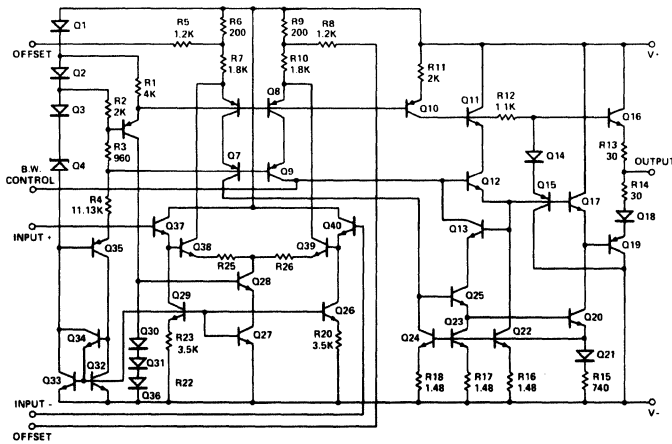 Q1
R5
1.2K
R6
200
R9
200
R8
1.2K
OFFSET
V+
Q2
R1
4K
R7
1.8K
Q8
R10
1.8K
R11
2K
Q10
Q11
R12
1 1K
Q16
Q3
R2
2K
R3
960
R13
30
Q14
OUTPUT
Q4
Q7
Q9
Q12
Q15
Q17
R14
30
B.W.
CONTROL
Q18
R4
11.13K
INPUT +
Q37
Q40
Q13
Q19
Q35
Q38
Q39
R25
R26
Q28
Q25
Q29
Q26
Q34
Q30
R23
3.5K
Q27
R20
3.5K
Q24
Q23
Q22
Q20
Q31
Q21
Q33
Q32
R22
R18
1.48
R17
1.48
R16
1.48
R15
740
Q36
INPUT -
V-
OFFSET